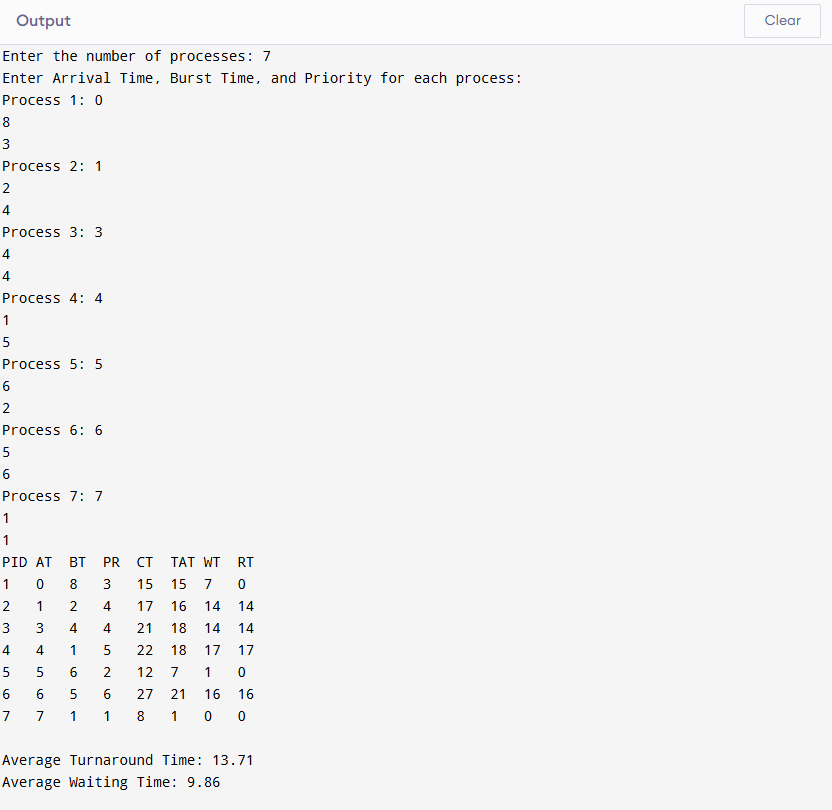 Output
Clear
Enter the number of processes: 7
Enter Arrival Time, Burst Time, and Priority for each process:
Process 1: 0
8
3
Process 2: 1
2
4
Process 3: 3
4
4
Process 4: 4
1
5
Process 5: 5
6
2
Process 6: 6
5
6
Process 7: 7
1
1
PID AT  BT  PR  CT  TAT WT  RT
1   0   8   3   15  15  7   0
2   1   2   4   17  16  14  14
3   3   4   4   21  18  14  14
4   4   1   5   22  18  17  17
5   5   6   2   12  7   1   0
6   6   5   6   27  21  16  16
7   7   1   1   8   1   0   0
Average Turnaround Time: 13.71
Average Waiting Time: 9.86